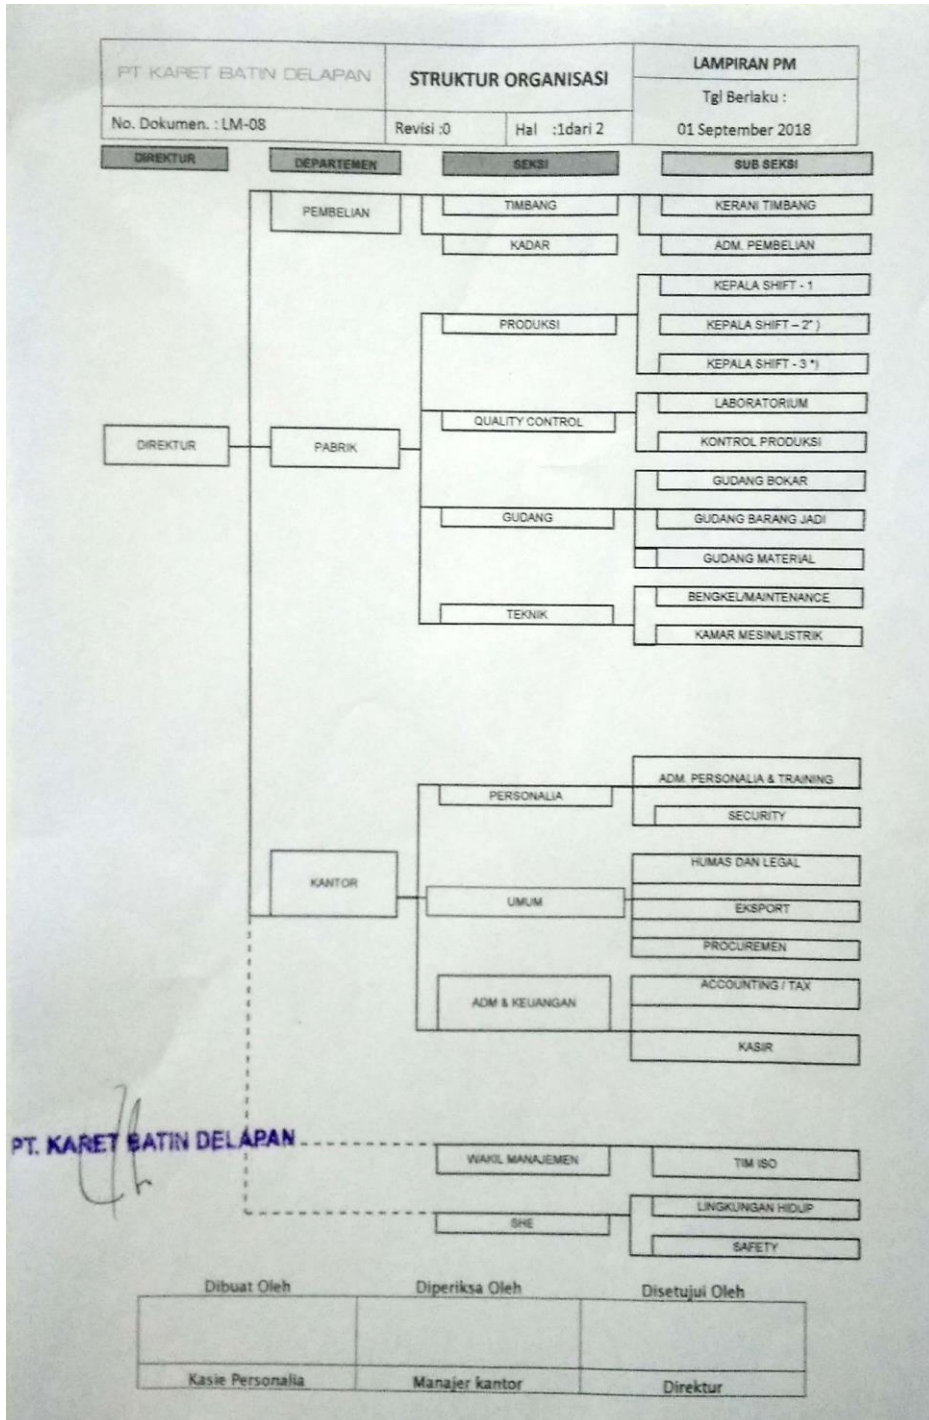 PT KARET BATIN DELAPAN
STRUKTUR ORGANISASI
LAMPIRAN PM
Tgl Berlaku :
No. Dokumen. : LM-08
Revisi :0
Hal :1dari 2
01 September 2018
DIREKTUR
DEPARTEMEN
SEKSI
SUB SEKSI
PEMBELIAN
TIMBANG
KERANI TIMBANG
KADAR
ADM. PEMBELIAN
KEPALA SHIFT - 1
PRODUKSI
KEPALA SHIFT – 2* )
KEPALA SHIFT - 3 *)
LABORATORIUM
QUALITY CONTROL
DIREKTUR
PABRIK
KONTROL PRODUKSI
GUDANG BOKAR
GUDANG
GUDANG BARANG JADI
GUDANG MATERIAL
BENGKEL/MAINTENANCE
TEKNIK
KAMAR MESIN/LISTRIK
ADM. PERSONALIA & TRAINING
PERSONALIA
SECURITY
HUMAS DAN LEGAL
KANTOR
UMUM
EKSPORT
PROCUREMEN
ACCOUNTING / TAX
ADM & KEUANGAN
KASIR
PT. KARET BATIN DELAPAN
WAKIL MANAJEMEN
TIM ISO
LINGKUNGAN HIDUP
SHE
SAFETY
Dibuat Oleh
Diperiksa Oleh
Disetujui Oleh
Kasie Personalia
Manajer kantor
Direktur